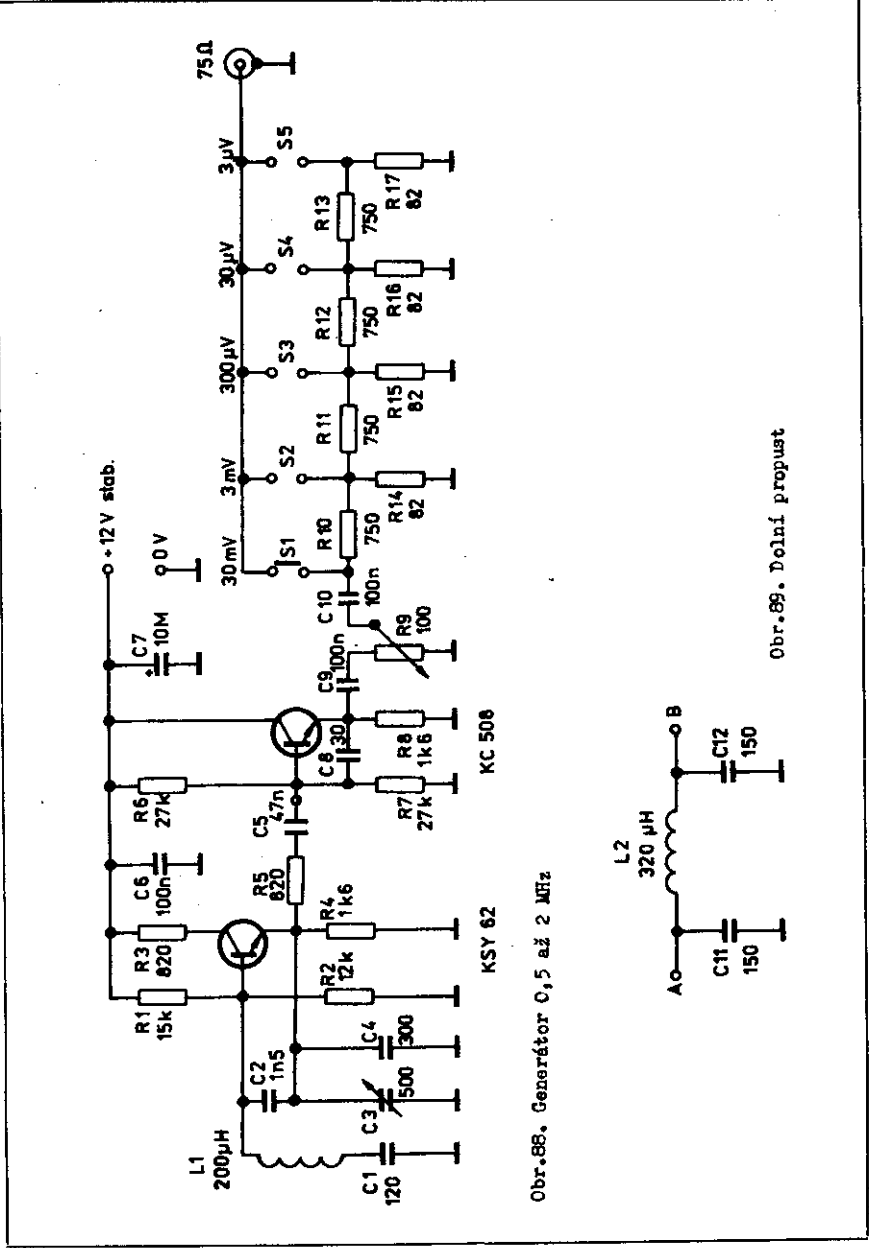 L1
200µH
C1
120
C2
1n5
C3
500
C4
300
R1
15k
R2
12k
R3
820
R4
1k6
KSY 62
C6
100n
R5
820
C5
47n
R6
27k
R7
27k
C8
30
R8
1k6
KC 508
C7
10M
+
+12V stab.
0V
C9
100n
R9
100
C10
100n
30mV
3mV
300µV
30µV
3µV
75Ω
S1
S2
S3
S4
S5
R10
750
R11
750
R12
750
R13
750
R14
82
R15
82
R16
82
R17
82
Obr.88. Generátor 0,5 až 2 MHz
A
B
L2
320 µH
C11
150
C12
150
Obr.89. Dolní propust